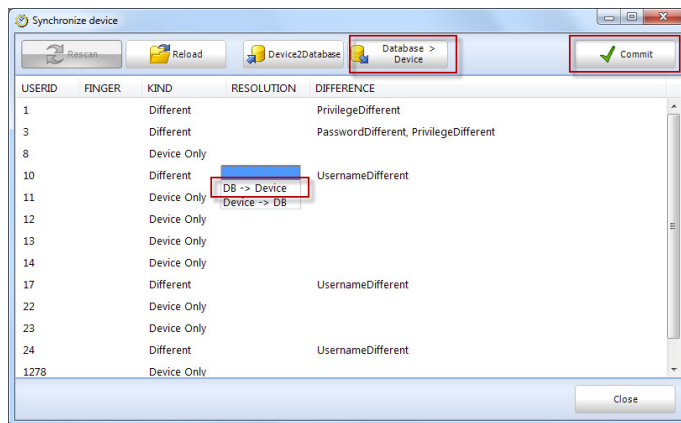 Synchronize device
Rescan Reload Device2Database Database > Device Commit
USERID FINGER KIND RESOLUTION DIFFERENCE
1 Different PrivilegeDifferent
3 Different PasswordDifferent, PrivilegeDifferent
8 Device Only
10 Different UsernameDifferent
DB -> Device
11 Device Only
Device -> DB
12 Device Only
13 Device Only
14 Device Only
17 Different UsernameDifferent
22 Device Only
23 Device Only
24 Different UsernameDifferent
1278 Device Only
Close